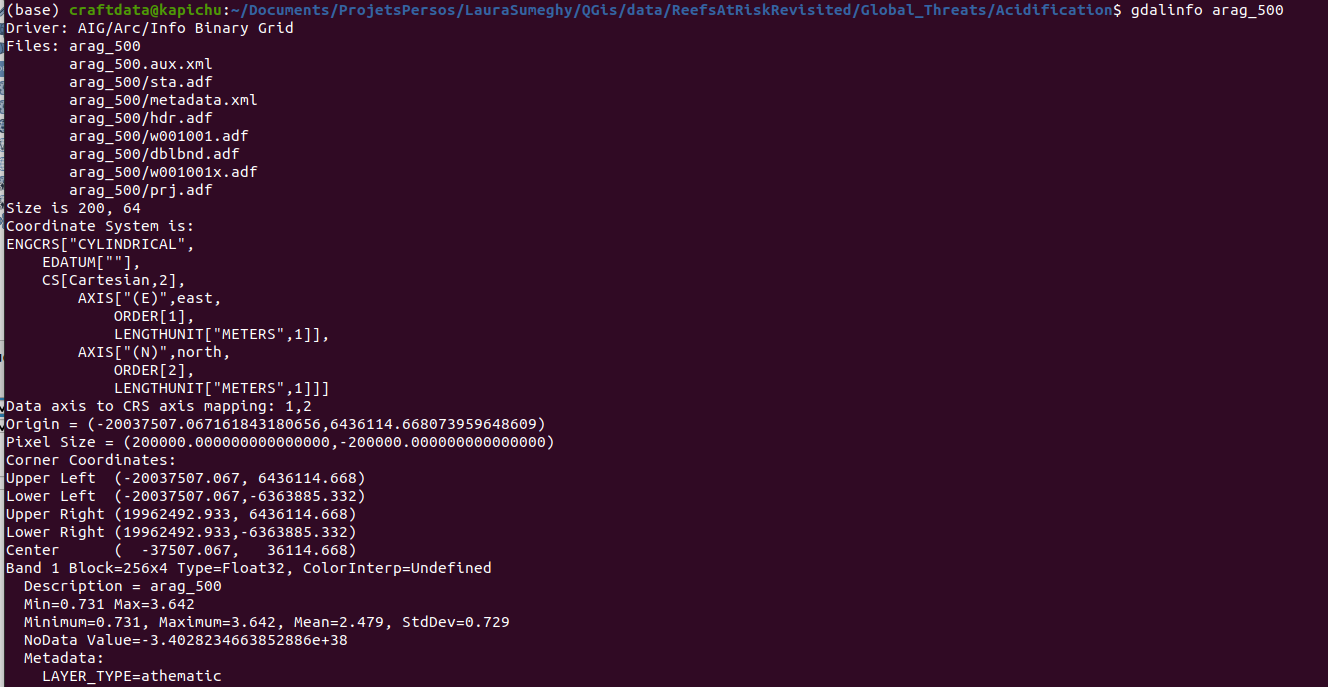 (base) craftdata@kapichu:~/Documents/ProjetsPersos/LauraSumeghy/QGis/data/ReefsAtRiskRevisited/Global_Threats/Acidification$ gdalinfo arag_500
Driver: AIG/Arc/Info Binary Grid
Files: arag_500
       arag_500.aux.xml
       arag_500/sta.adf
       arag_500/metadata.xml
       arag_500/hdr.adf
       arag_500/w001001.adf
       arag_500/dblbnd.adf
       arag_500/w001001x.adf
       arag_500/prj.adf
Size is 200, 64
Coordinate System is:
ENGCRS["CYLINDRICAL",
    EDATUM[""],
    CS[Cartesian,2],
        AXIS["(E)",east,
            ORDER[1],
            LENGTHUNIT["METERS",1]],
        AXIS["(N)",north,
            ORDER[2],
            LENGTHUNIT["METERS",1]]]
Data axis to CRS axis mapping: 1,2
Origin = (-20037507.067161843180656,6436114.668073959648609)
Pixel Size = (200000.000000000000000,-200000.000000000000000)
Corner Coordinates:
Upper Left  (-20037507.067, 6436114.668)
Lower Left  (-20037507.067,-6363885.332)
Upper Right (19962492.933, 6436114.668)
Lower Right (19962492.933,-6363885.332)
Center      (  -37507.067,   36114.668)
Band 1 Block=256x4 Type=Float32, ColorInterp=Undefined
  Description = arag_500
  Min=0.731 Max=3.642
  Minimum=0.731, Maximum=3.642, Mean=2.479, StdDev=0.729
  NoData Value=-3.4028234663852886e+38
  Metadata:
    LAYER_TYPE=athematic